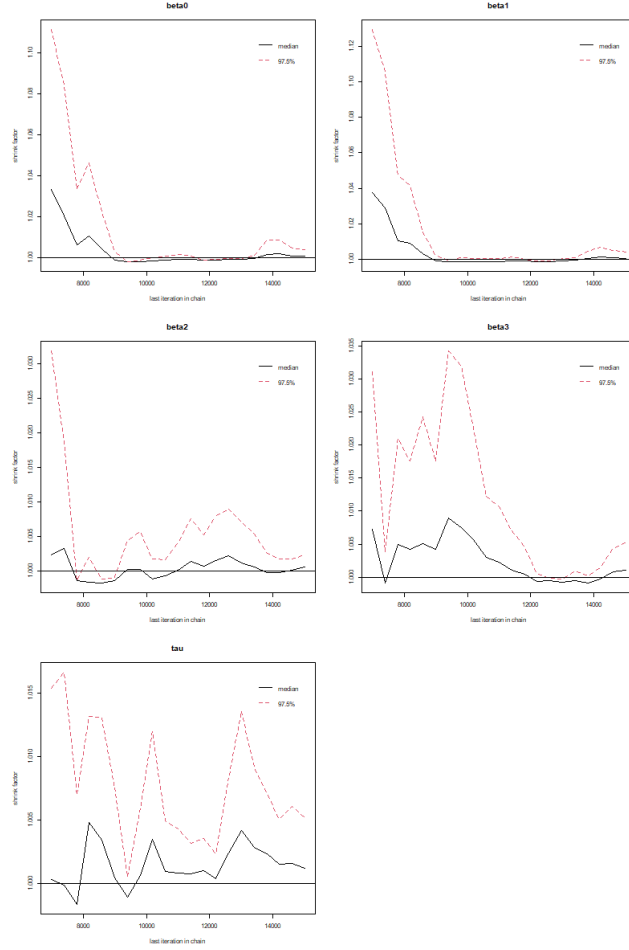 beta0
shrink factor
1.00 1.02 1.04 1.06 1.08 1.10
median
97.5%
8000 10000 12000 14000
last iteration in chain
beta1
shrink factor
1.00 1.02 1.04 1.06 1.08 1.10 1.12
median
97.5%
8000 10000 12000 14000
last iteration in chain
beta2
shrink factor
1.000 1.005 1.010 1.015 1.020 1.025 1.030
median
97.5%
8000 10000 12000 14000
last iteration in chain
beta3
shrink factor
1.000 1.005 1.010 1.015 1.020 1.025 1.030 1.035
median
97.5%
8000 10000 12000 14000
last iteration in chain
tau
shrink factor
1.000 1.005 1.010 1.015
median
97.5%
8000 10000 12000 14000
last iteration in chain